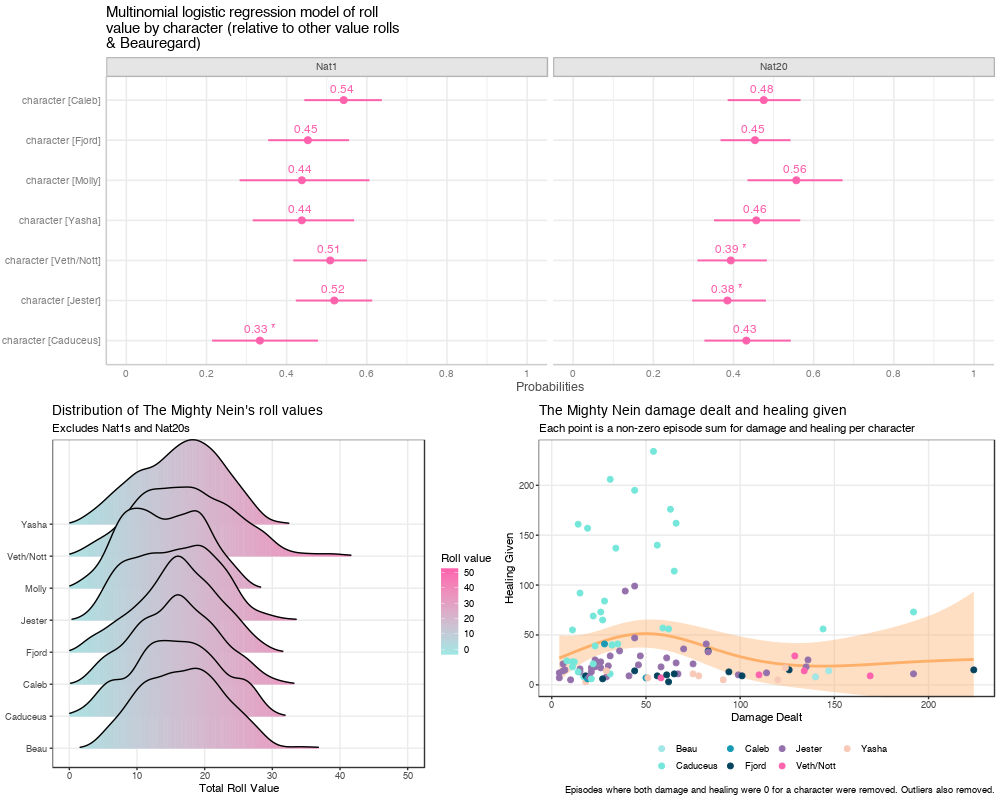 Multinomial logistic regression model of roll
value by character (relative to other value rolls
& Beauregard)
Nat1
Nat20
character [Caleb]
0.54
0.48
character [Fjord]
0.45
0.45
character [Molly]
0.44
0.56
character [Yasha]
0.44
0.46
character [Veth/Nott]
0.51
0.39 *
character [Jester]
0.52
0.38 *
character [Caduceus]
0.33 *
0.43
0 0.2 0.4 0.6 0.8 1
0 0.2 0.4 0.6 0.8 1
Probabilities
Distribution of The Mighty Nein's roll values
Excludes Nat1s and Nat20s
Yasha
Veth/Nott
Molly
Jester
Fjord
Caleb
Caduceus
Beau
0 10 20 30 40 50
Total Roll Value
Roll value
50
40
30
20
10
0
The Mighty Nein damage dealt and healing given
Each point is a non-zero episode sum for damage and healing per character
Healing Given
200
150
100
50
0
0 50 100 150 200
Damage Dealt
Beau Caleb Jester Yasha
Caduceus Fjord Veth/Nott
Episodes where both damage and healing were 0 for a character were removed. Outliers also removed.